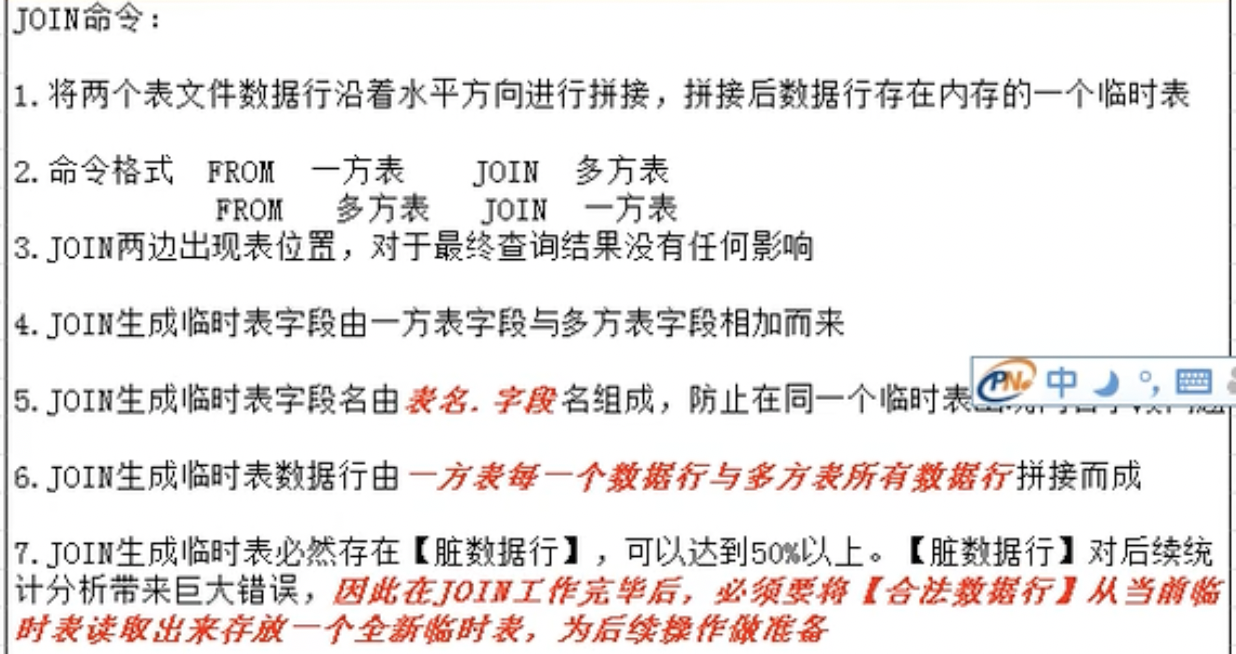 JOIN命令：
1.将两个表文件数据行沿着水平方向进行拼接，拼接后数据行存在内存的一个临时表
2.命令格式 FROM 一方表 JOIN 多方表
FROM 多方表 JOIN 一方表
3.JOIN两边出现表位置，对于最终查询结果没有任何影响
4.JOIN生成临时表字段由一方表字段与多方表字段相加而来
5.JOIN生成临时表字段名由表名.字段名组成，防止在同一个临时表
中
6.JOIN生成临时表数据行由一方表每一个数据行与多方表所有数据行拼接而成
7.JOIN生成临时表必然存在【脏数据行】，可以达到50%以上。【脏数据行】对后续统
计分析带来巨大错误，因此在JOIN工作完毕后，必须要将【合法数据行】从当前临
时表读取出来存放一个全新临时表，为后续操作做准备